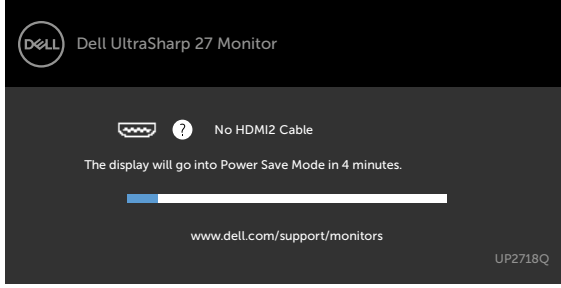 DELL
Dell UltraSharp 27 Monitor
? No HDMI2 Cable
The display will go into Power Save Mode in 4 minutes.
www.dell.com/support/monitors
UP2718Q